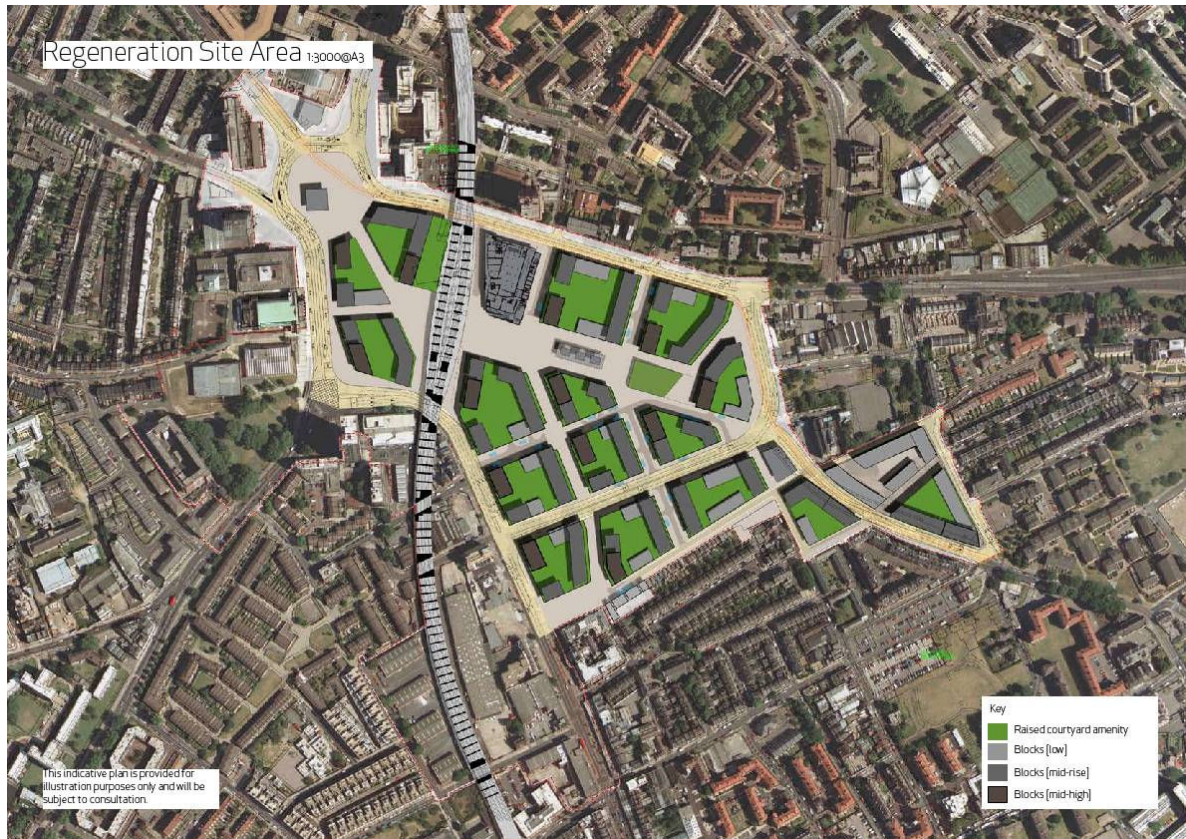 Regeneration Site Area 1:3000@A3
Key
Raised courtyard amenity
Blocks [low]
Blocks [mid-rise]
Blocks [mid-high]
This indicative plan is provided for
illustration purposes only and will be
subject to consultation.